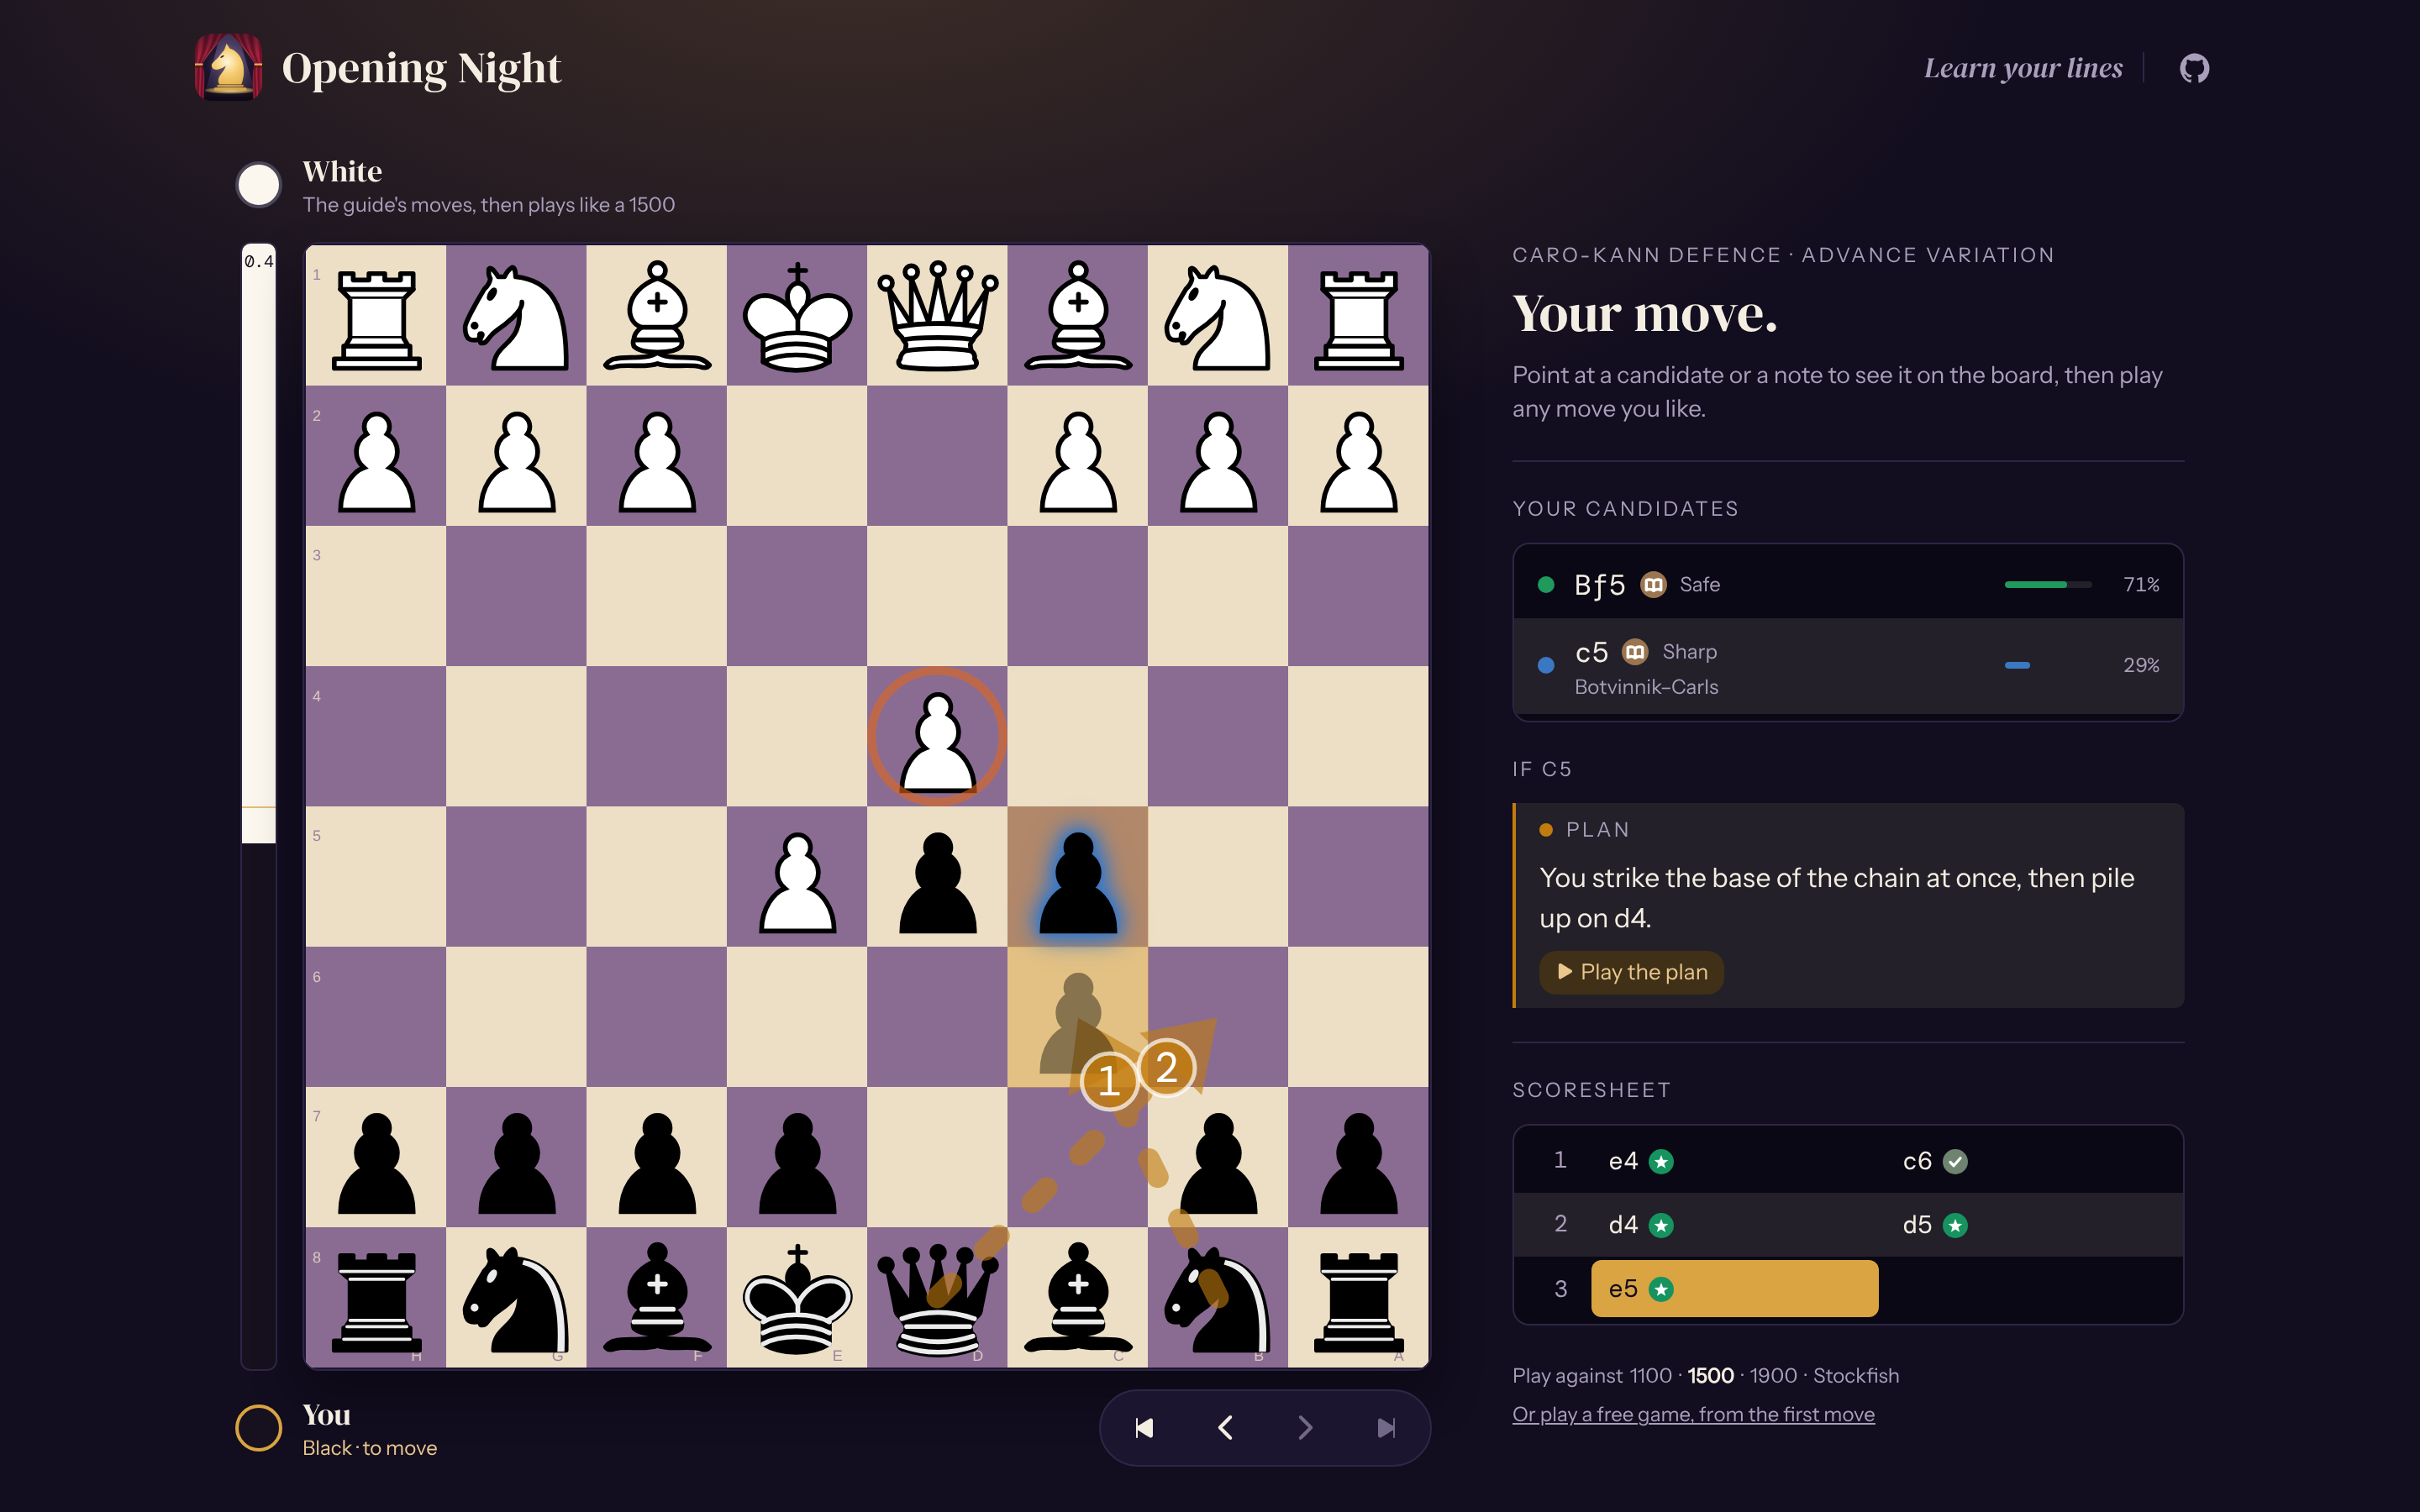 Opening Night
Learn your lines
White
The guide's moves, then plays like a 1500
0.4
1
2
3
4
5
6
7
8
H G F E D C B A
1 2
You
Black · to move
CARO-KANN DEFENCE · ADVANCE VARIATION
Your move.
Point at a candidate or a note to see it on the board, then play
any move you like.
YOUR CANDIDATES
Bf5 Safe 71%
c5 Sharp 29%
Botvinnik–Carls
IF C5
PLAN
You strike the base of the chain at once, then pile
up on d4.
Play the plan
SCORESHEET
1 e4 c6
2 d4 d5
3 e5
Play against 1100 · 1500 · 1900 · Stockfish
Or play a free game, from the first move